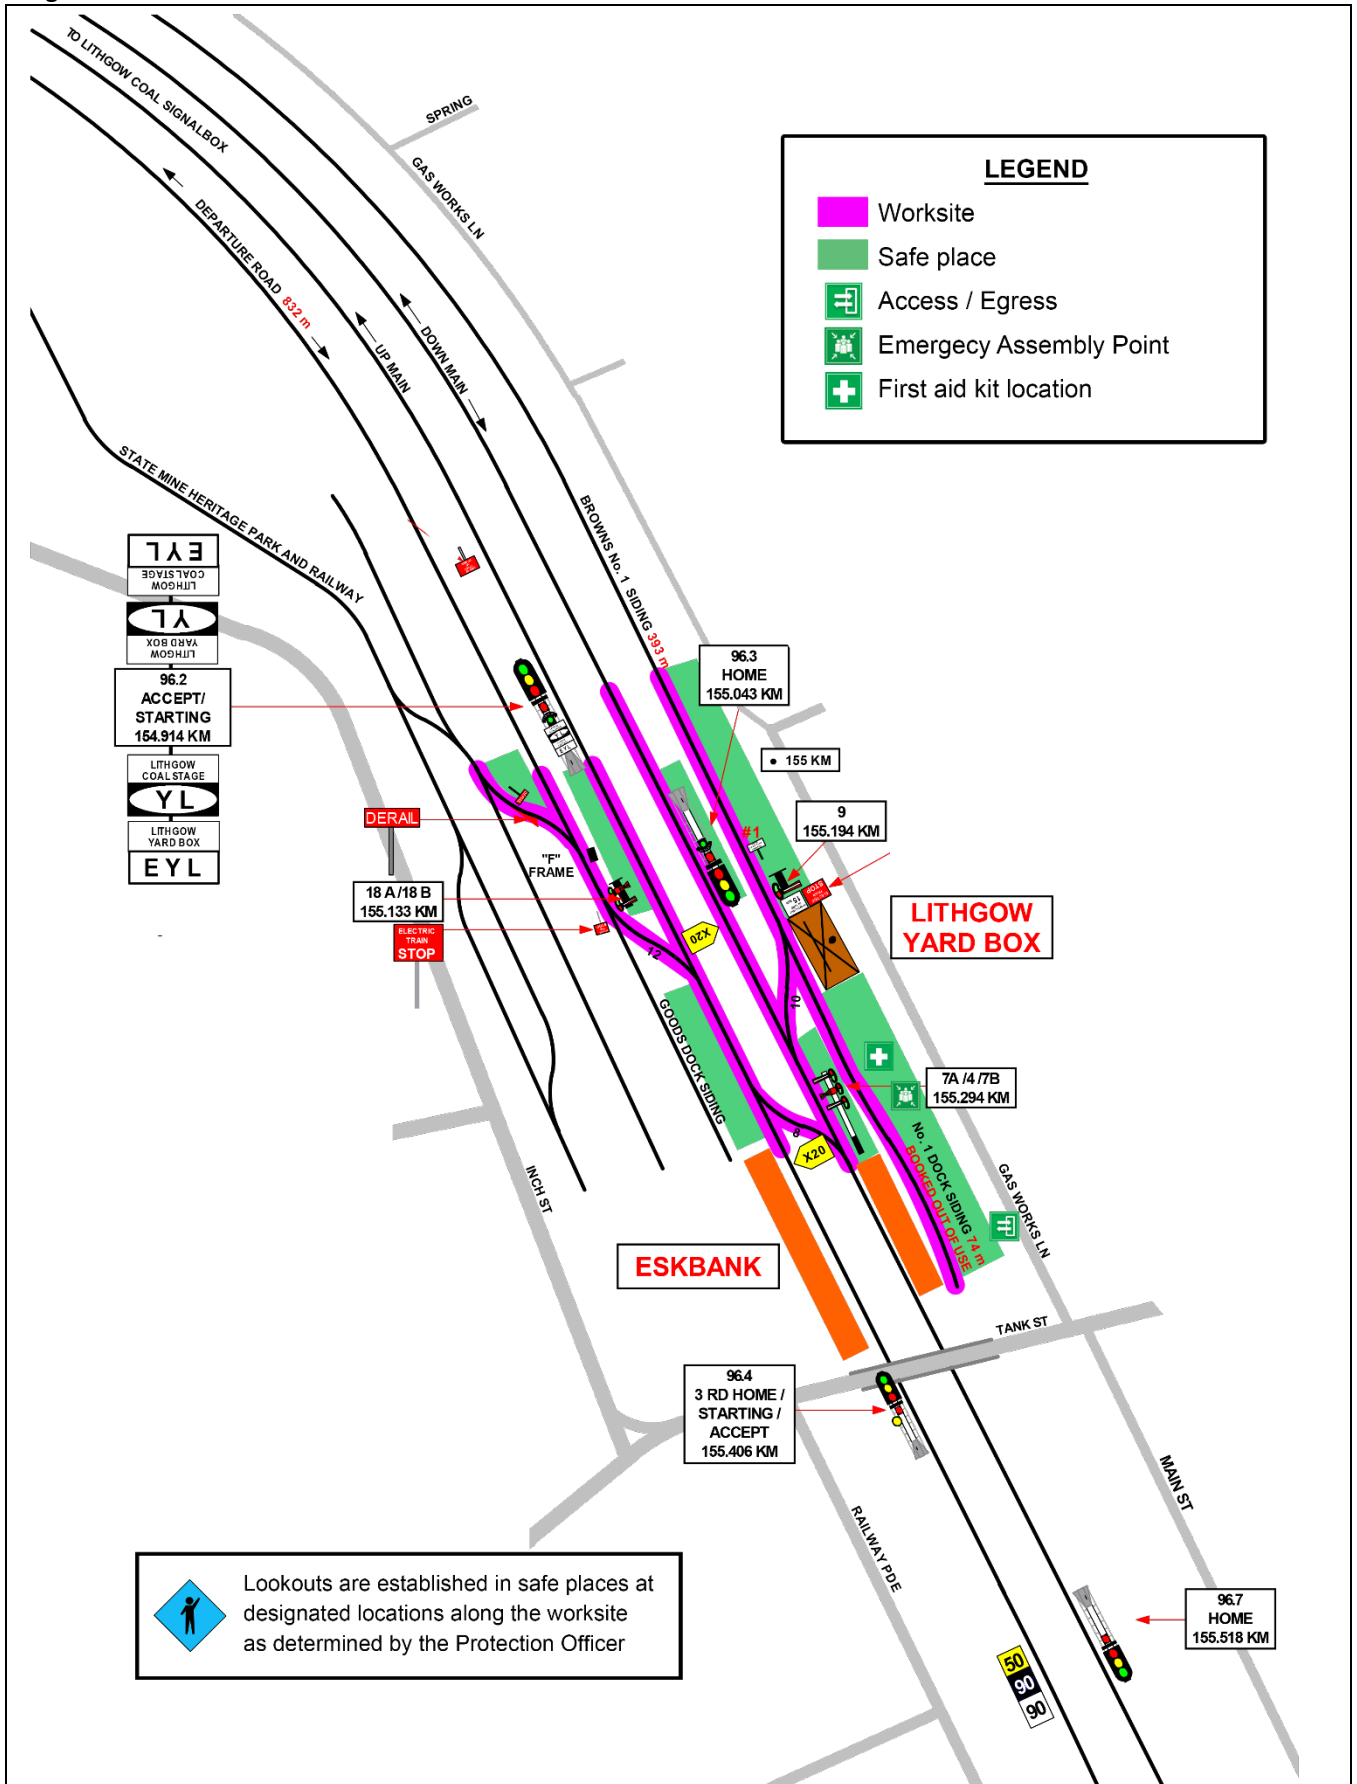 TO LITHGOW COAL SIGNALBOX
SPRING
GAS WORKS LN
DEPARTURE ROAD 832 m
UP MAIN
DOWN MAIN
LEGEND
Worksite
Safe place
Access / Egress
Emergecy Assembly Point
First aid kit location
STATE MINE HERITAGE PARK AND RAILWAY
BROWNS No. 1 SIDING 393 m
EYL
LITHGOW
COAL STAGE
YL
LITHGOW
YARD BOX
96.2
ACCEPT/
STARTING
154.914 KM
LITHGOW
COAL STAGE
YL
LITHGOW
YARD BOX
EYL
96.3
HOME
155.043 KM
• 155 KM
#1
9
155.194 KM
DERAIL
"F"
FRAME
18 A /18 B
155.133 KM
ELECTRIC
TRAIN
STOP
STOP
15
LITHGOW
YARD BOX
X20
12
10
GOODS DOCK SIDING
7A /4 /7B
155.294 KM
8
X20
No. 1 DOCK SIDING 74 m
BOOKED OUT OF USE
GAS WORKS LN
INCH ST
ESKBANK
TANK ST
96.4
3 RD HOME /
STARTING /
ACCEPT
155.406 KM
MAIN ST
RAILWAY PDE
Lookouts are established in safe places at
designated locations along the worksite
as determined by the Protection Officer
96.7
HOME
155.518 KM
50
90
90